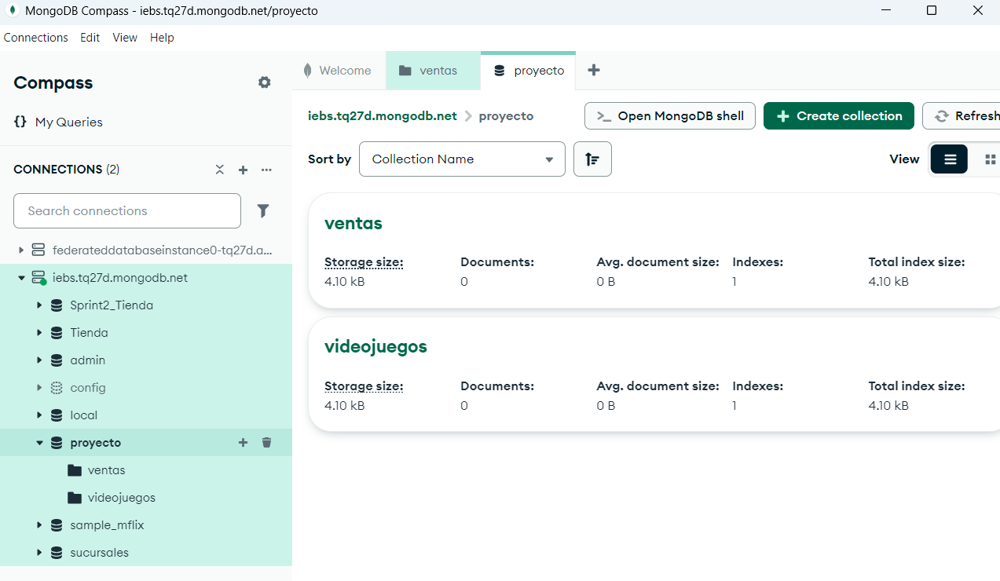 MongoDB Compass - iebs.tq27d.mongodb.net/proyecto
Connections Edit View Help
Compass
My Queries
CONNECTIONS (2)
Search connections
federateddatabaseinstance0-tq27d.a...
iebs.tq27d.mongodb.net
Sprint2_Tienda
Tienda
admin
config
local
proyecto
ventas
videojuegos
sample_mflix
sucursales
Welcome ventas proyecto
iebs.tq27d.mongodb.net > proyecto
>_ Open MongoDB shell
+ Create collection
Refresh
Sort by Collection Name
View
ventas
Storage size: Documents: Avg. document size: Indexes: Total index size:
4.10 kB 0 0 B 1 4.10 kB
videojuegos
Storage size: Documents: Avg. document size: Indexes: Total index size:
4.10 kB 0 0 B 1 4.10 kB